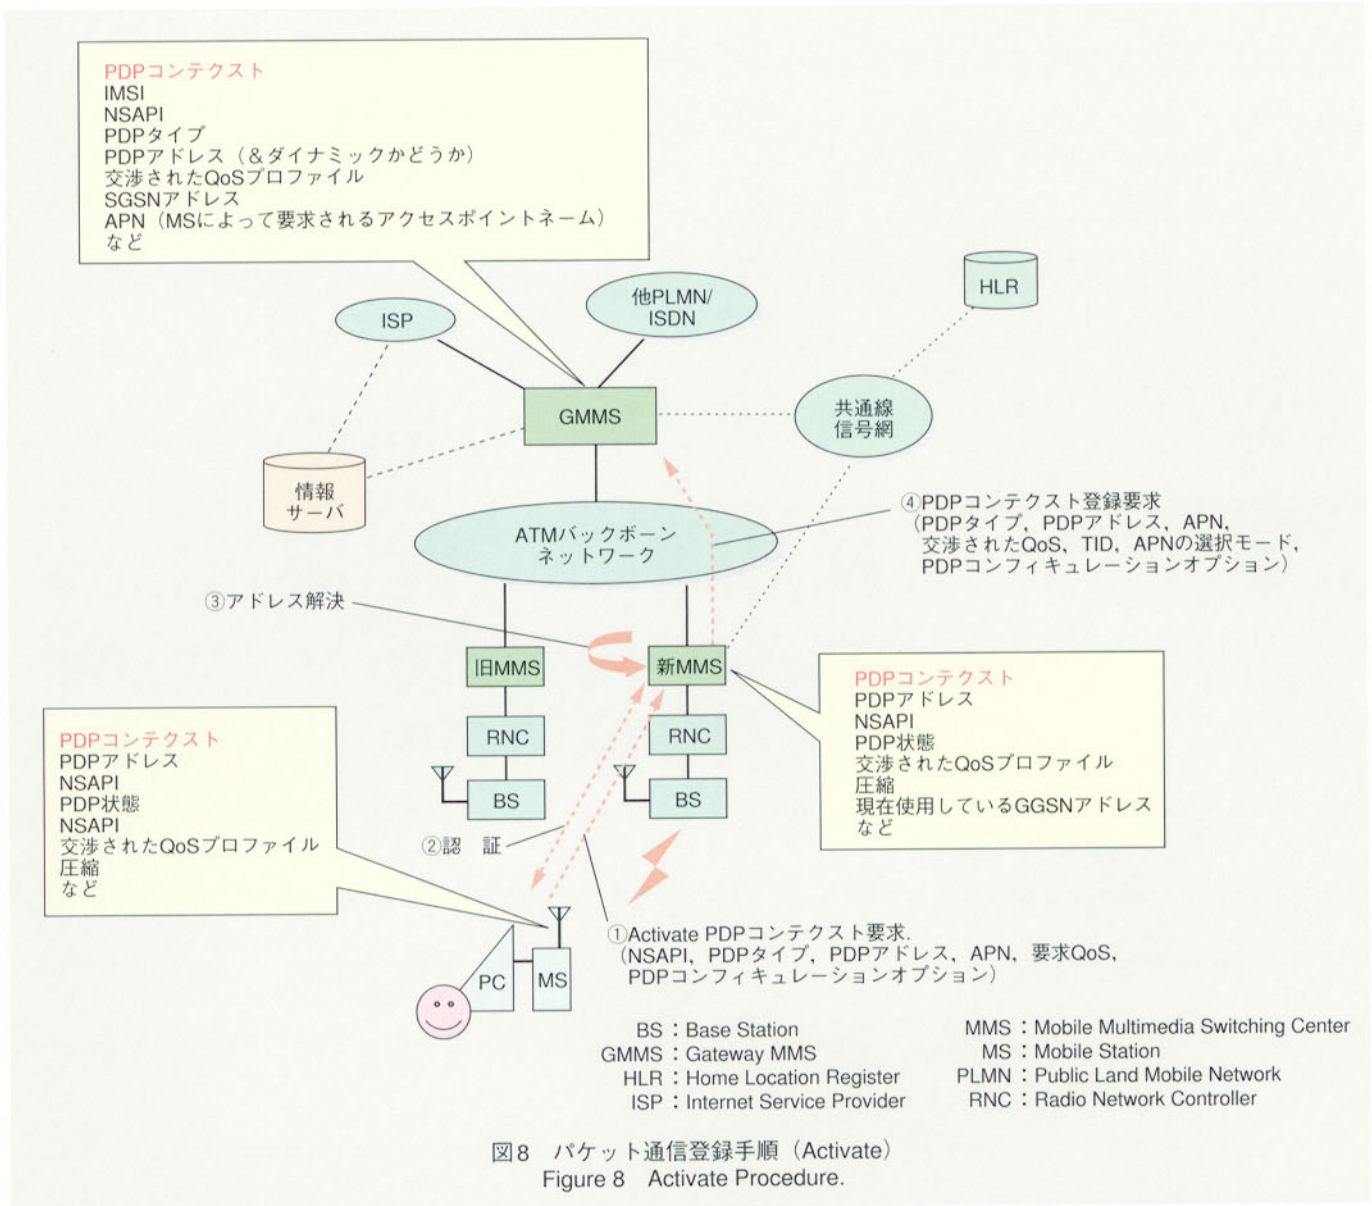 PDPコンテクスト
IMSI
NSAPI
PDPタイプ
PDPアドレス（＆ダイナミックかどうか）
交渉されたQoSプロファイル
SGSNアドレス
APN（MSによって要求されるアクセスポイントネーム）
など
ISP
他PLMN/
ISDN
HLR
GMMS
共通線
信号網
情報
サーバ
ATMバックボーン
ネットワーク
④PDPコンテクスト登録要求
（PDPタイプ，PDPアドレス，APN，
交渉されたQoS，TID，APNの選択モード，
PDPコンフィキュレーションオプション）
③アドレス解決
旧MMS
新MMS
RNC
RNC
BS
BS
PDPコンテクスト
PDPアドレス
NSAPI
PDP状態
交渉されたQoSプロファイル
圧縮
現在使用しているGGSNアドレス
など
PDPコンテクスト
PDPアドレス
NSAPI
PDP状態
NSAPI
交渉されたQoSプロファイル
圧縮
など
②認　証
①Activate PDPコンテクスト要求.
（NSAPI，PDPタイプ，PDPアドレス，APN，要求QoS，
PDPコンフィキュレーションオプション）
PC
MS
BS：Base Station
GMMS：Gateway MMS
HLR：Home Location Register
ISP：Internet Service Provider
MMS：Mobile Multimedia Switching Center
MS：Mobile Station
PLMN：Public Land Mobile Network
RNC：Radio Network Controller
図8　パケット通信登録手順（Activate）
Figure 8　Activate Procedure.